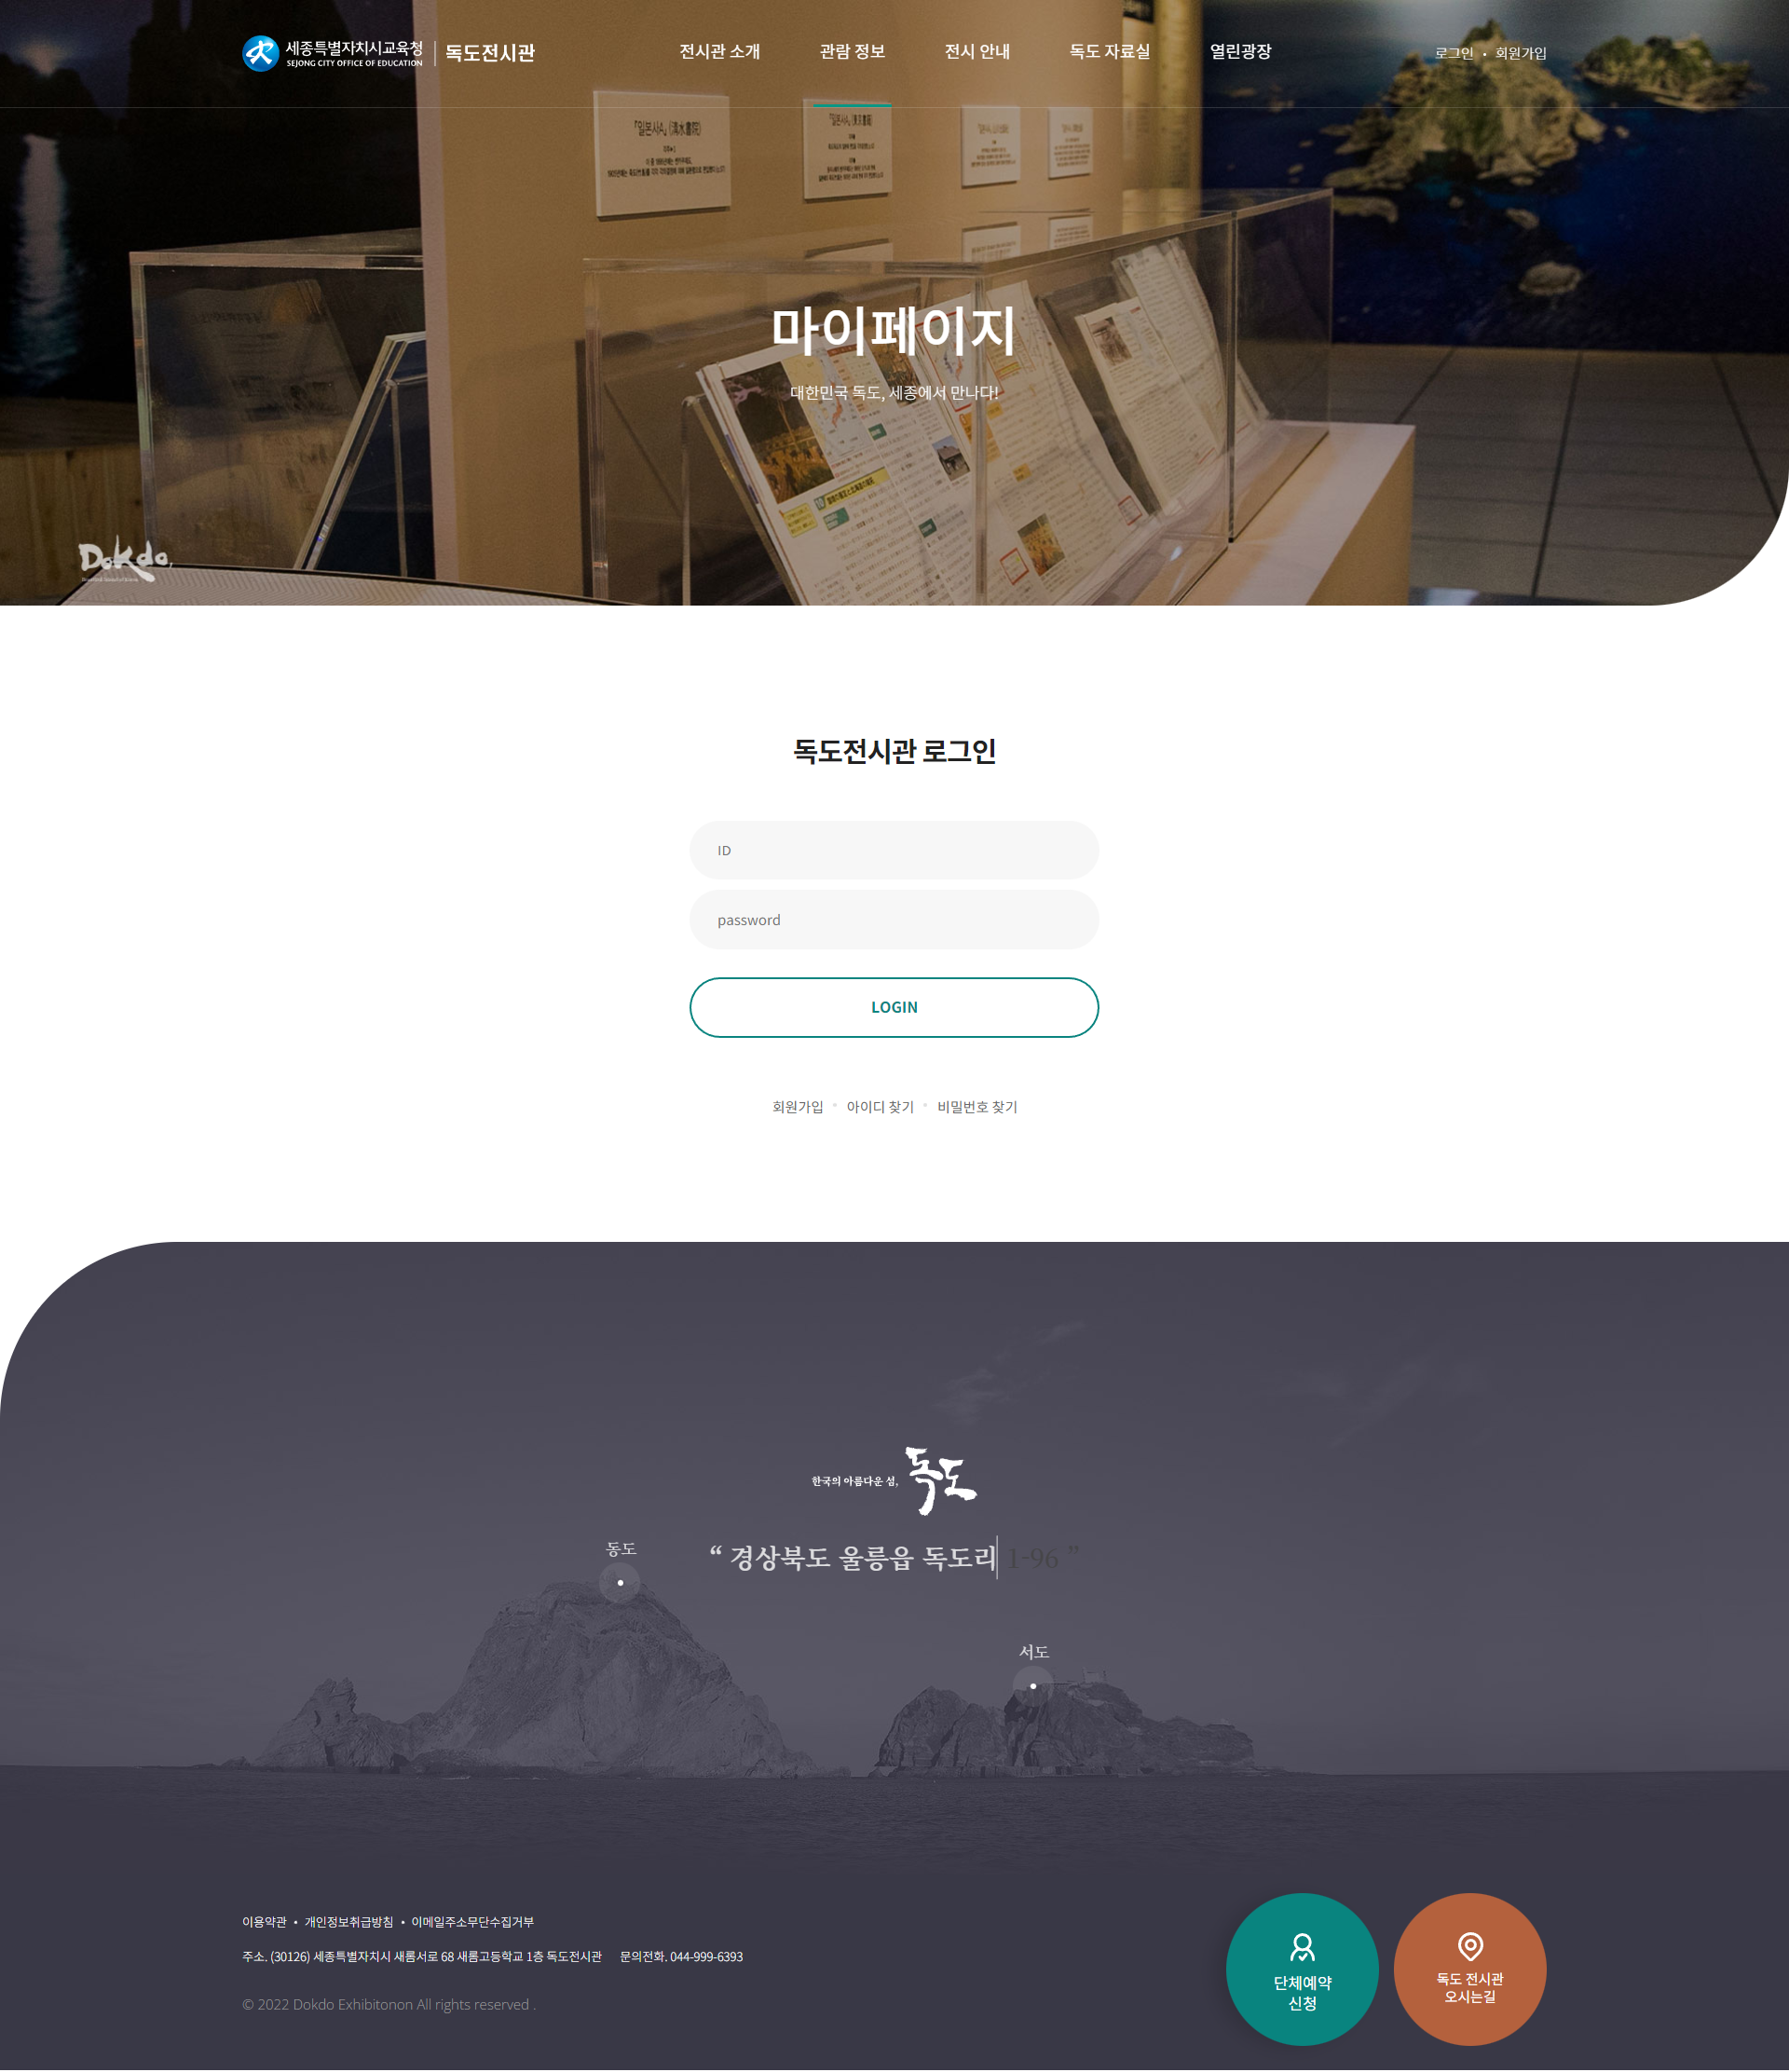 세종특별자치시교육청
SEJONG CITY OFFICE OF EDUCATION
독도전시관
전시관 소개
관람 정보
전시 안내
독도 자료실
열린광장
로그인 • 회원가입
『일본사A』 (淸水書院)
마이페이지
대한민국 독도, 세종에서 만나다!
Dokdo,
독도전시관 로그인
ID
password
LOGIN
회원가입 • 아이디 찾기 • 비밀번호 찾기
한국의 아름다운 섬, 독도
“ 경상북도 울릉읍 독도리 1-96 ”
동도
서도
이용약관 • 개인정보취급방침 • 이메일주소무단수집거부
주소. (30126) 세종특별자치시 새롬서로 68 새롬고등학교 1층 독도전시관 문의전화. 044-999-6393
© 2022 Dokdo Exhibitonon All rights reserved .
단체예약
신청
독도 전시관
오시는길